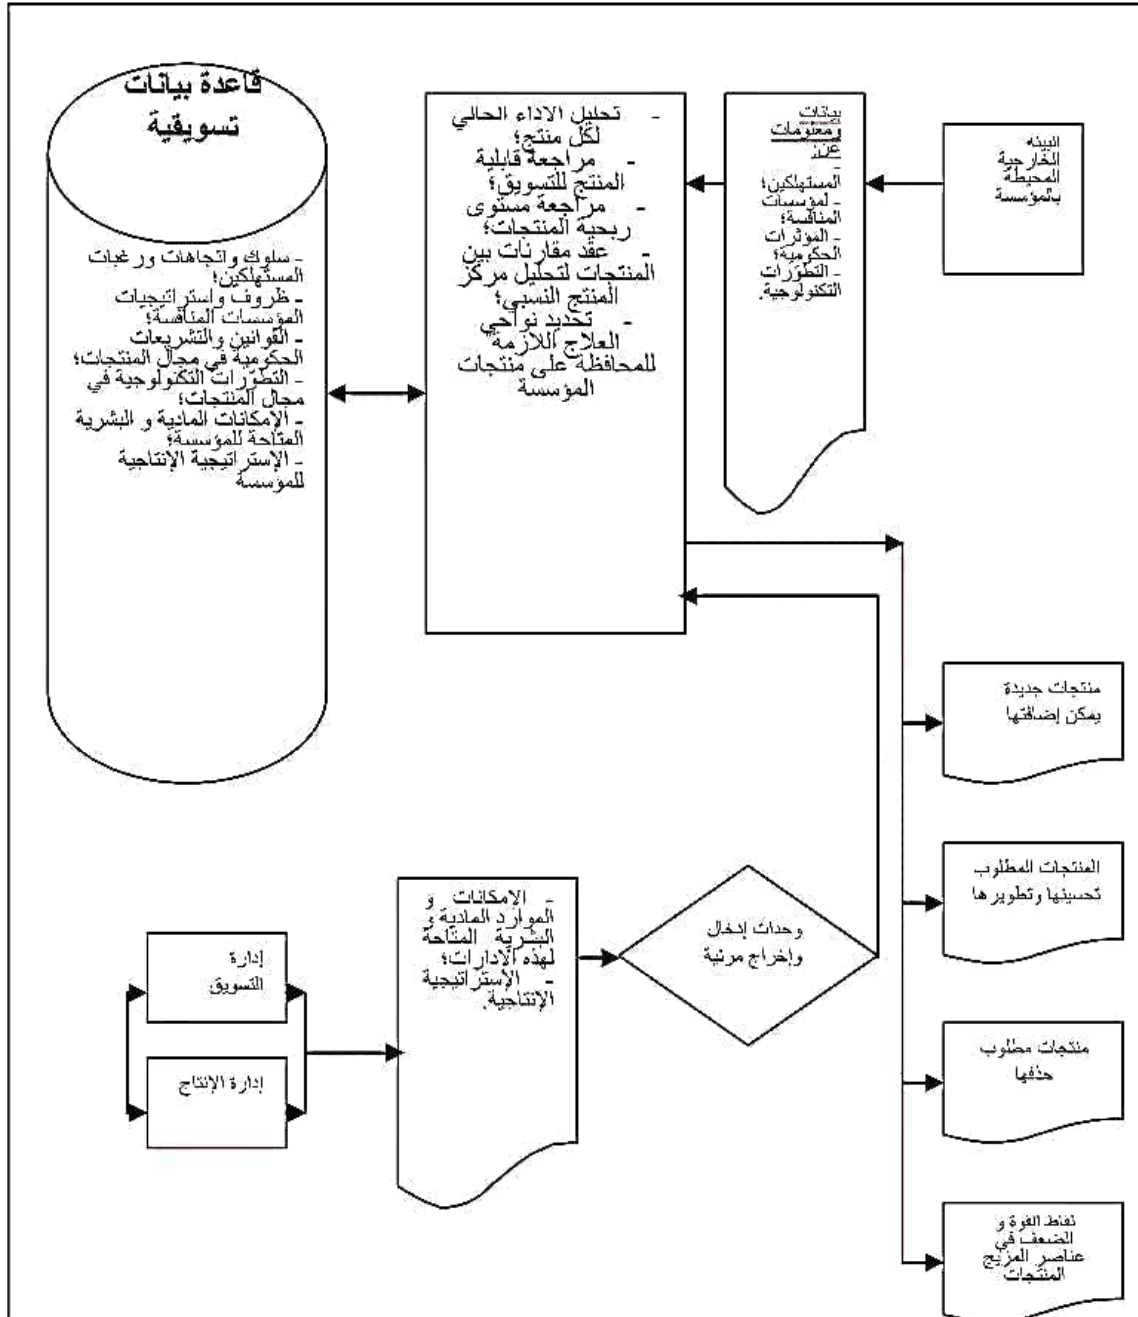 قاعدة بيانات
تسويقية
- سلوك واتجاهات ورغبات
المستهلكين؛
- ظروف واستراتيجيات
المؤسسات المنافسة؛
- القوانين والتشريعات
الحكومية في مجال المنتجات؛
- التطورات التكنولوجية في
مجال المنتجات؛
- الإمكانات المادية و البشرية
المتاحة للمؤسسة؛
- الإستراتيجية الإنتاجية
للمؤسسة
- تحليل الاداء الحالي
لكل منتج؛
- مراجعة قابلية
المنتج للتسويق؛
- مراجعة مستوى
ربحية المنتجات؛
- عقد مقارنات بين
المنتجات لتحليل مركز
المنتج النسبي؛
- تحديد نواحي
العلاج اللازمة
للمحافظة على منتجات
المؤسسة
بيانات
ومعلومات
عن:
-
المستهلكين؛
- لمؤسسات
المنافسة؛
- المؤثرات
الحكومية؛
- التطورات
التكنولوجية.
البيئة
الخارجية
المحيطة
بالمؤسسة
منتجات جديدة
يمكن إضافتها
المنتجات المطلوب
تحسينها وتطويرها
منتجات مطلوب
حذفها
نقاط القوة و
الضعف في
عناصر المزيج
المنتجات
وحدات إدخال
وإخراج مرئية
- الإمكانات و
الموارد المادية و
البشرية المتاحة
لهذه الإدارات؛
- الإستراتيجية
الإنتاجية.
إدارة
التسويق
إدارة الإنتاج